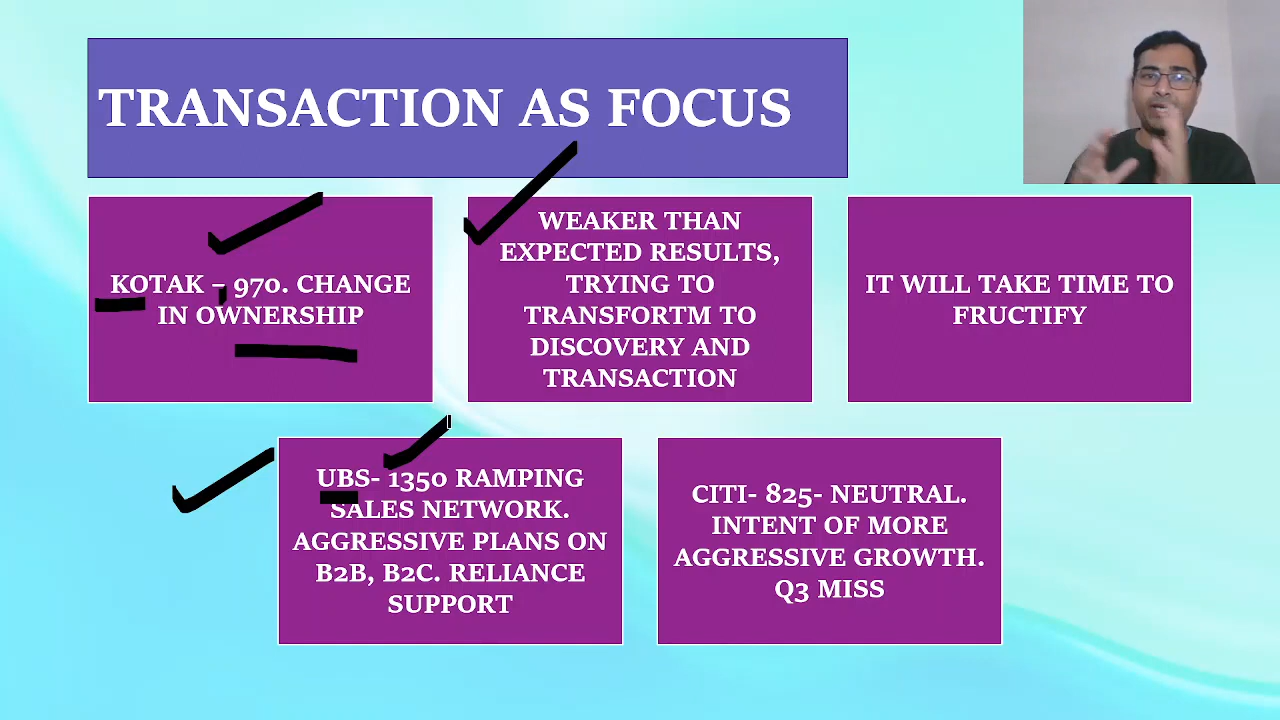 TRANSACTION AS FOCUS
KOTAK – 970. CHANGE
IN OWNERSHIP
WEAKER THAN
EXPECTED RESULTS,
TRYING TO
TRANSFORTM TO
DISCOVERY AND
TRANSACTION
IT WILL TAKE TIME TO
FRUCTIFY
UBS- 1350 RAMPING
SALES NETWORK.
AGGRESSIVE PLANS ON
B2B, B2C. RELIANCE
SUPPORT
CITI- 825- NEUTRAL.
INTENT OF MORE
AGGRESSIVE GROWTH.
Q3 MISS